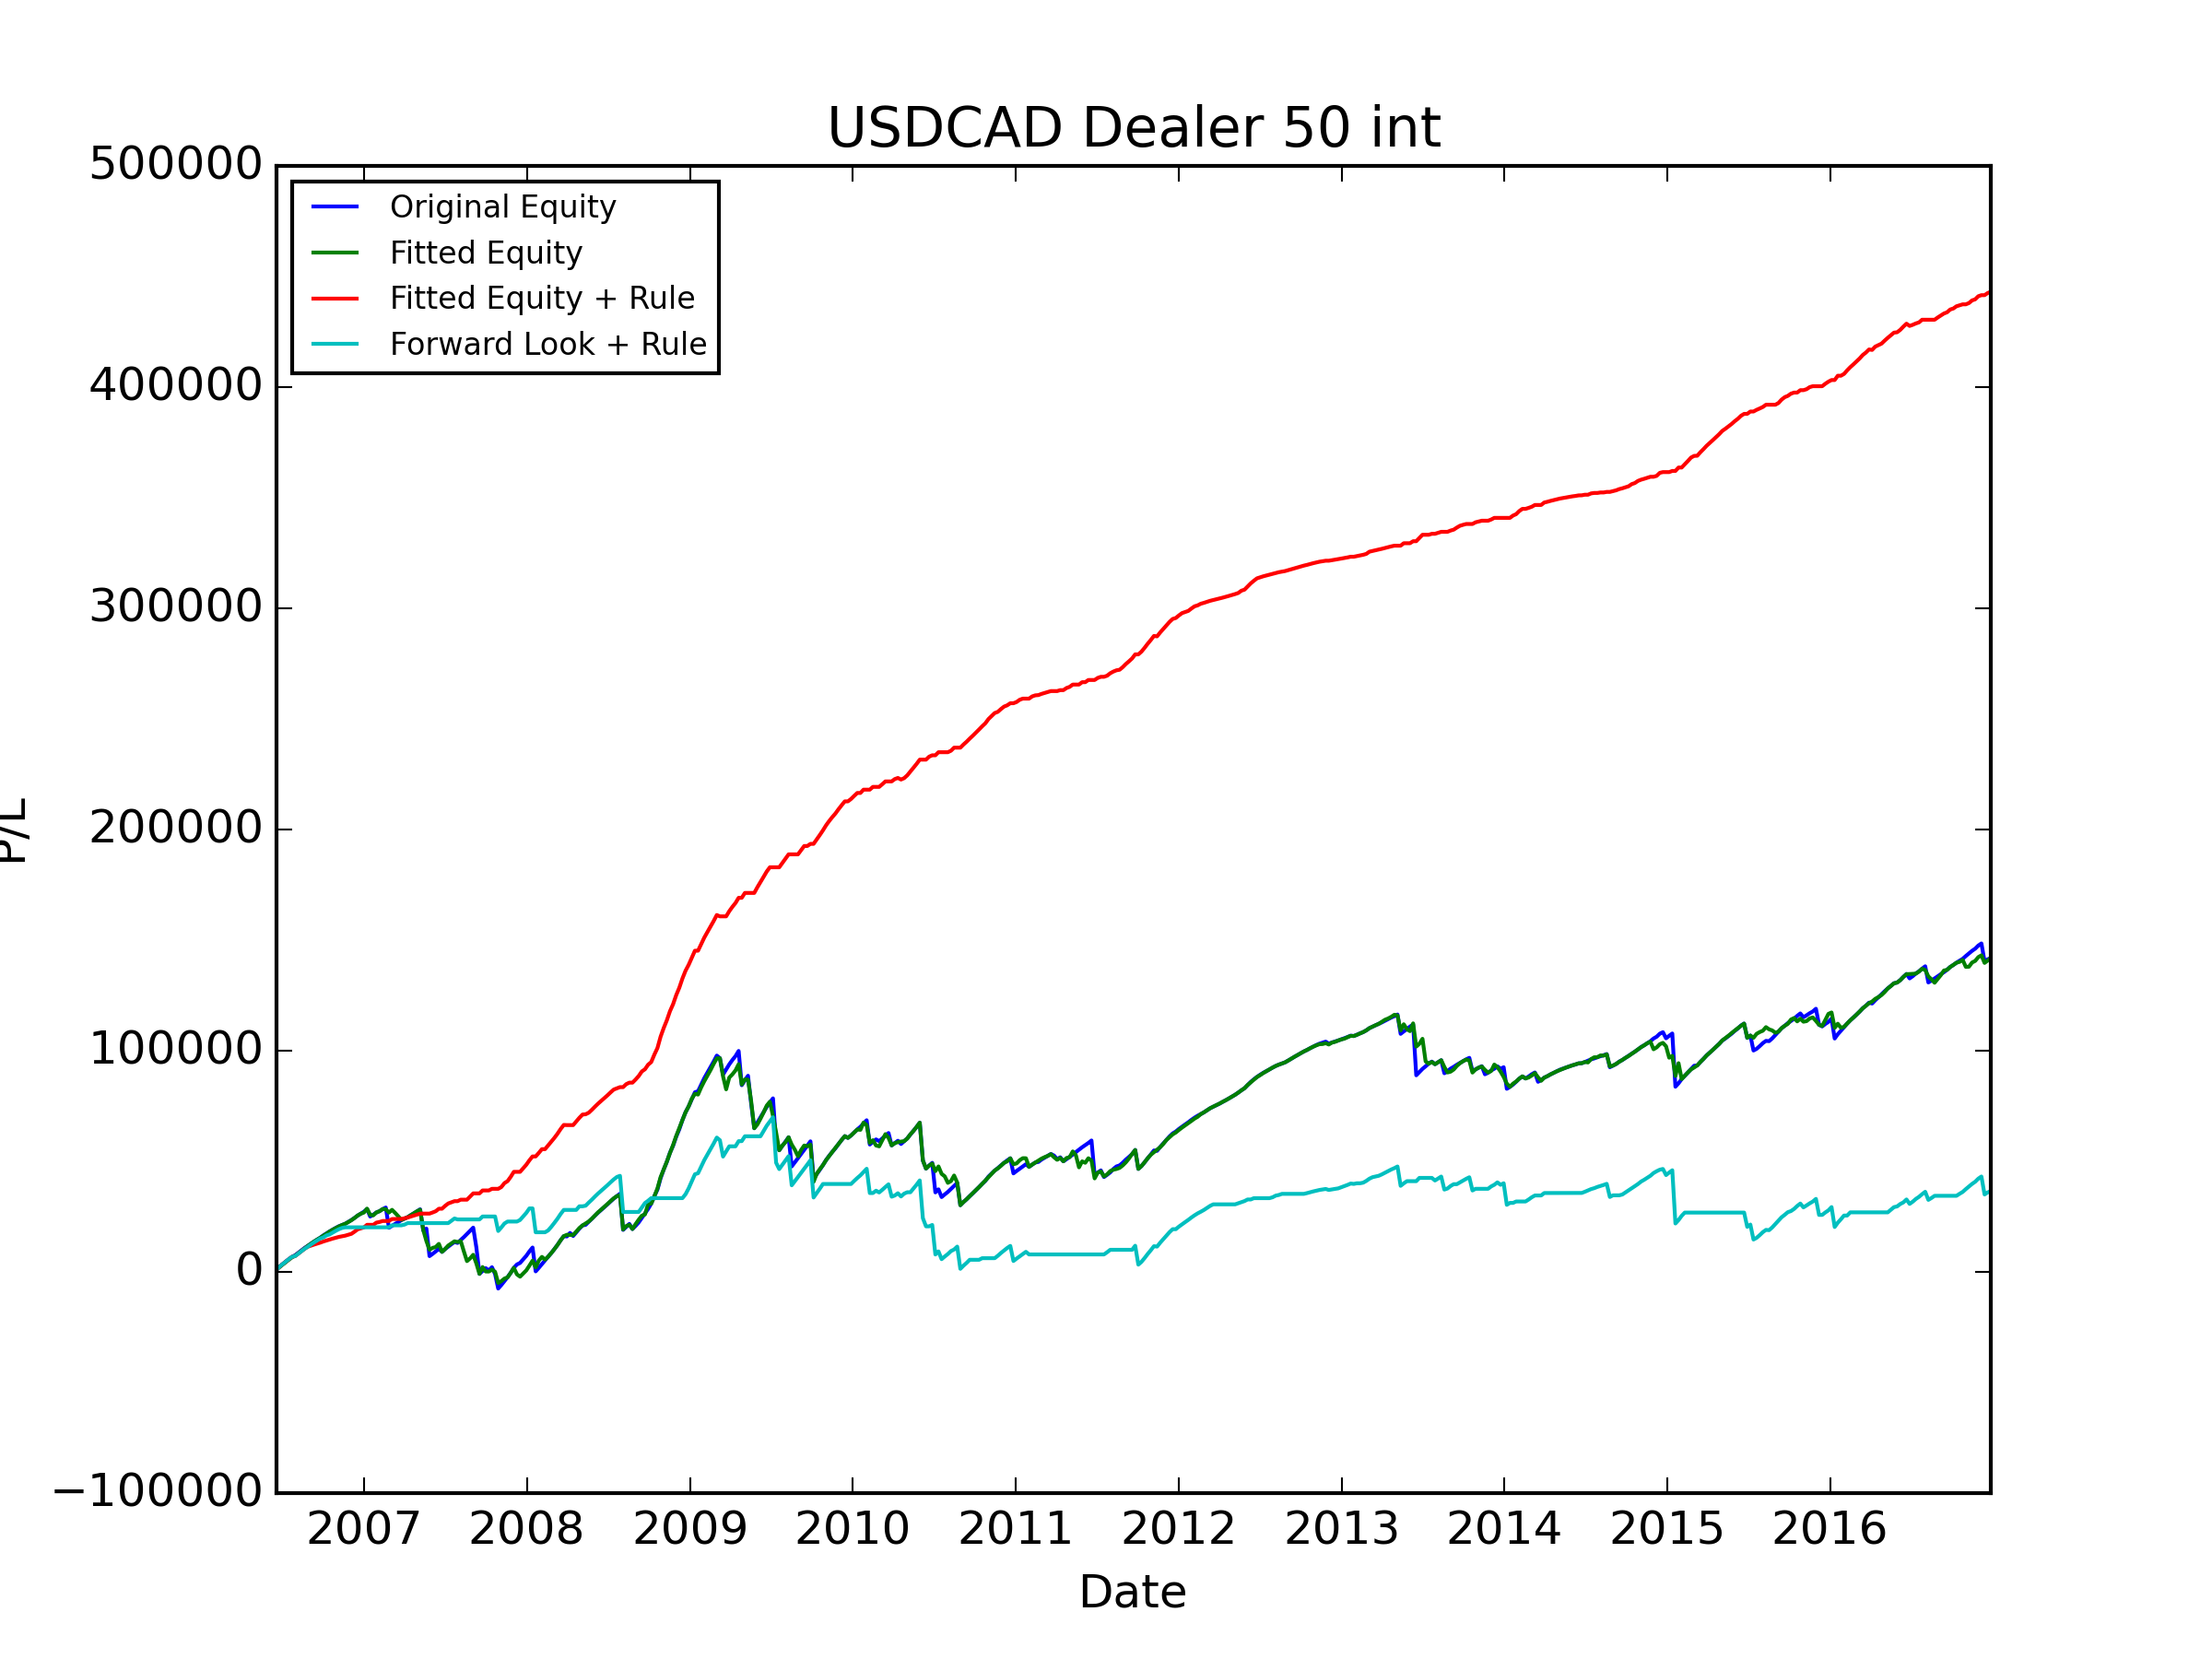 USDCAD Dealer 50 int
500000
400000
300000
200000
100000
0
−100000
P/L
Original Equity
Fitted Equity
Fitted Equity + Rule
Forward Look + Rule
2007 2008 2009 2010 2011 2012 2013 2014 2015 2016
Date